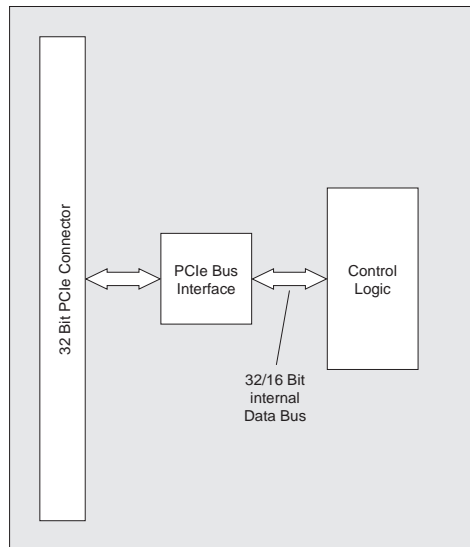 32 Bit PCIe Connector
PCIe Bus
Interface
Control
Logic
32/16 Bit
internal
Data Bus